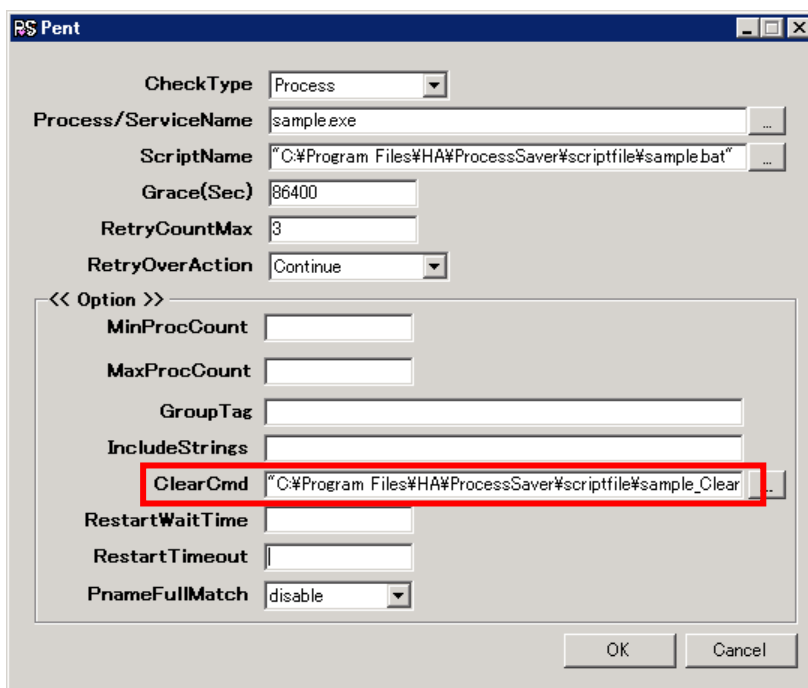 PS Pent
CheckType Process
Process/ServiceName sample.exe ...
ScriptName "C:¥Program Files¥HA¥ProcessSaver¥scriptfile¥sample.bat" ...
Grace(Sec) 86400
RetryCountMax 3
RetryOverAction Continue
<< Option >>
MinProcCount
MaxProcCount
GroupTag
IncludeStrings
ClearCmd "C:¥Program Files¥HA¥ProcessSaver¥scriptfile¥sample_Clear ...
RestartWaitTime
RestartTimeout
PnameFullMatch disable
OK Cancel